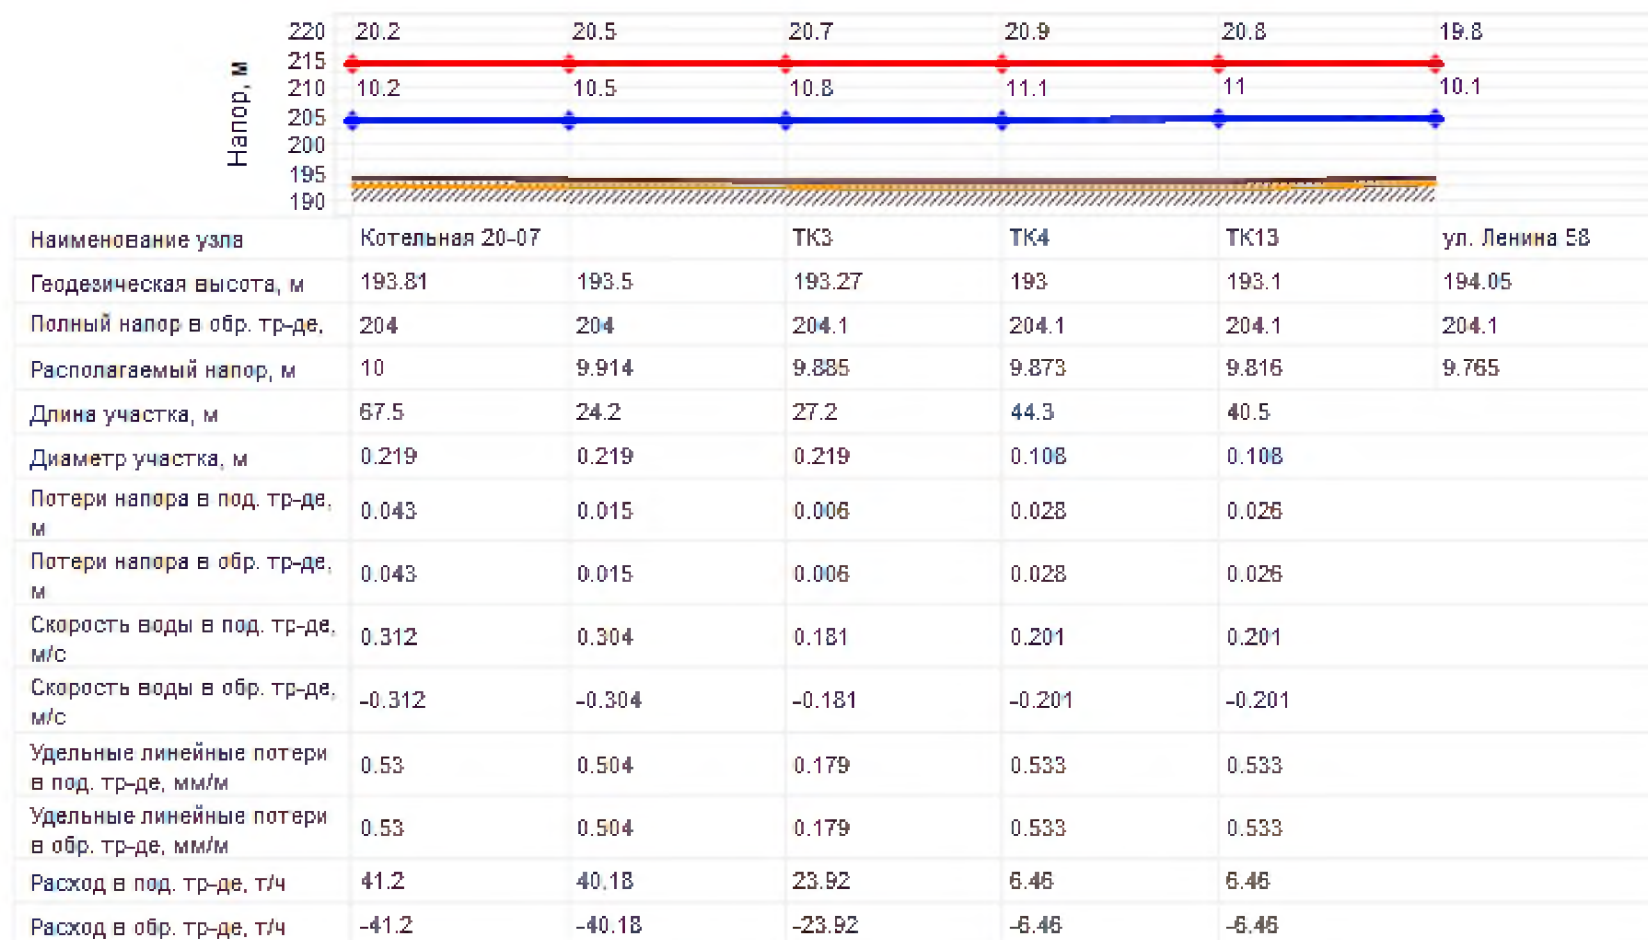 220 20.2 20.5 20.7 20.9 20.8 19.8
215
210 10.2 10.5 10.8 11.1 11 10.1
205
200
195
190
Напор, м
Наименование узла Котельная 20-07 ТК3 ТК4 ТК13 ул. Ленина 58
Геодезическая высота, м 193.81 193.5 193.27 193 193.1 194.05
Полный напор в обр. тр-де, 204 204 204.1 204.1 204.1 204.1
Располагаемый напор, м 10 9.914 9.885 9.873 9.816 9.765
Длина участка, м 67.5 24.2 27.2 44.3 40.5
Диаметр участка, м 0.219 0.219 0.219 0.108 0.108
Потери напора в под. тр-де,
м 0.043 0.015 0.006 0.028 0.026
Потери напора в обр. тр-де,
м 0.043 0.015 0.006 0.028 0.026
Скорость воды в под. тр-де,
м/с 0.312 0.304 0.181 0.201 0.201
Скорость воды в обр. тр-де,
м/с -0.312 -0.304 -0.181 -0.201 -0.201
Удельные линейные потери
в под. тр-де, мм/м 0.53 0.504 0.179 0.533 0.533
Удельные линейные потери
в обр. тр-де, мм/м 0.53 0.504 0.179 0.533 0.533
Расход в под. тр-де, т/ч 41.2 40.18 23.92 6.46 6.46
Расход в обр. тр-де, т/ч -41.2 -40.18 -23.92 -6.46 -6.46